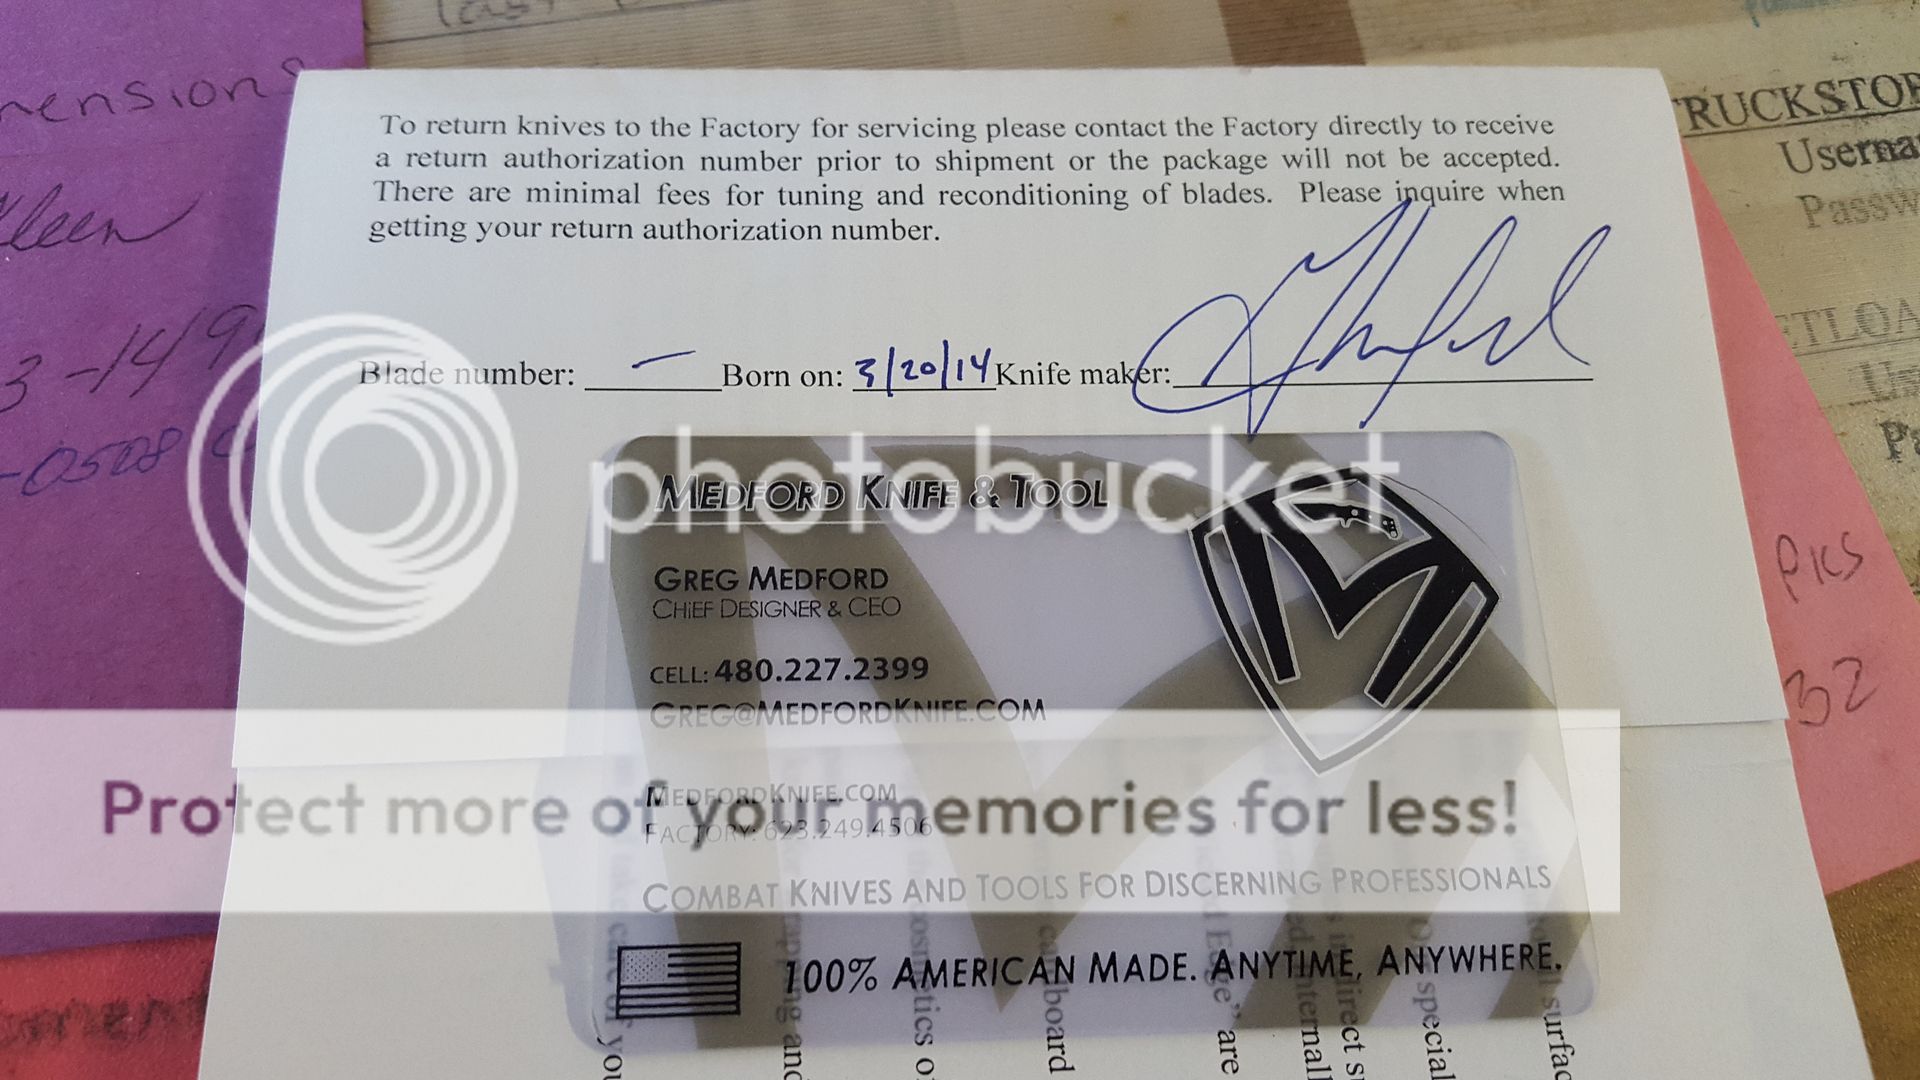 To return knives to the Factory for servicing please contact the Factory directly to receive
a return authorization number prior to shipment or the package will not be accepted.
There are minimal fees for tuning and reconditioning of blades. Please inquire when
getting your return authorization number.
Blade number: — Born on: 3/20/14 Knife maker:
photobucket
MEDFORD KNIFE & TOOL
GREG MEDFORD
CHIEF DESIGNER & CEO
CELL: 480.227.2399
GREG@MEDFORDKNIFE.COM
Protect more of your memories for less!
MEDFORDKNIFE.COM
FACTORY: 623.249.4506
COMBAT KNIVES AND TOOLS FOR DISCERNING PROFESSIONALS
100% AMERICAN MADE. ANYTIME, ANYWHERE.
RUCKSTOR
Userna
Passw
PKS
32
3-149
-0508